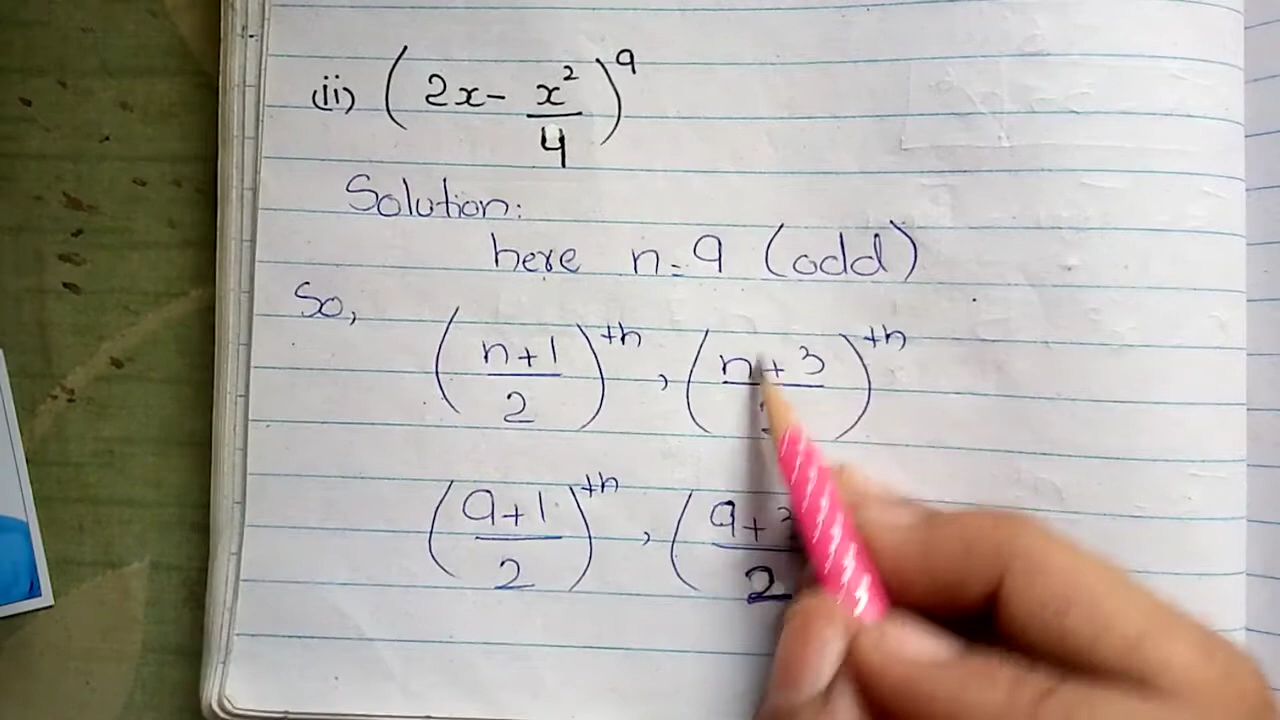 (ii) (2x - x²/4)⁹
Solution:
here n = 9 (odd)
So,
((n+1)/2)th , ((n+3)/2)th
((9+1)/2)th , ((9+
2